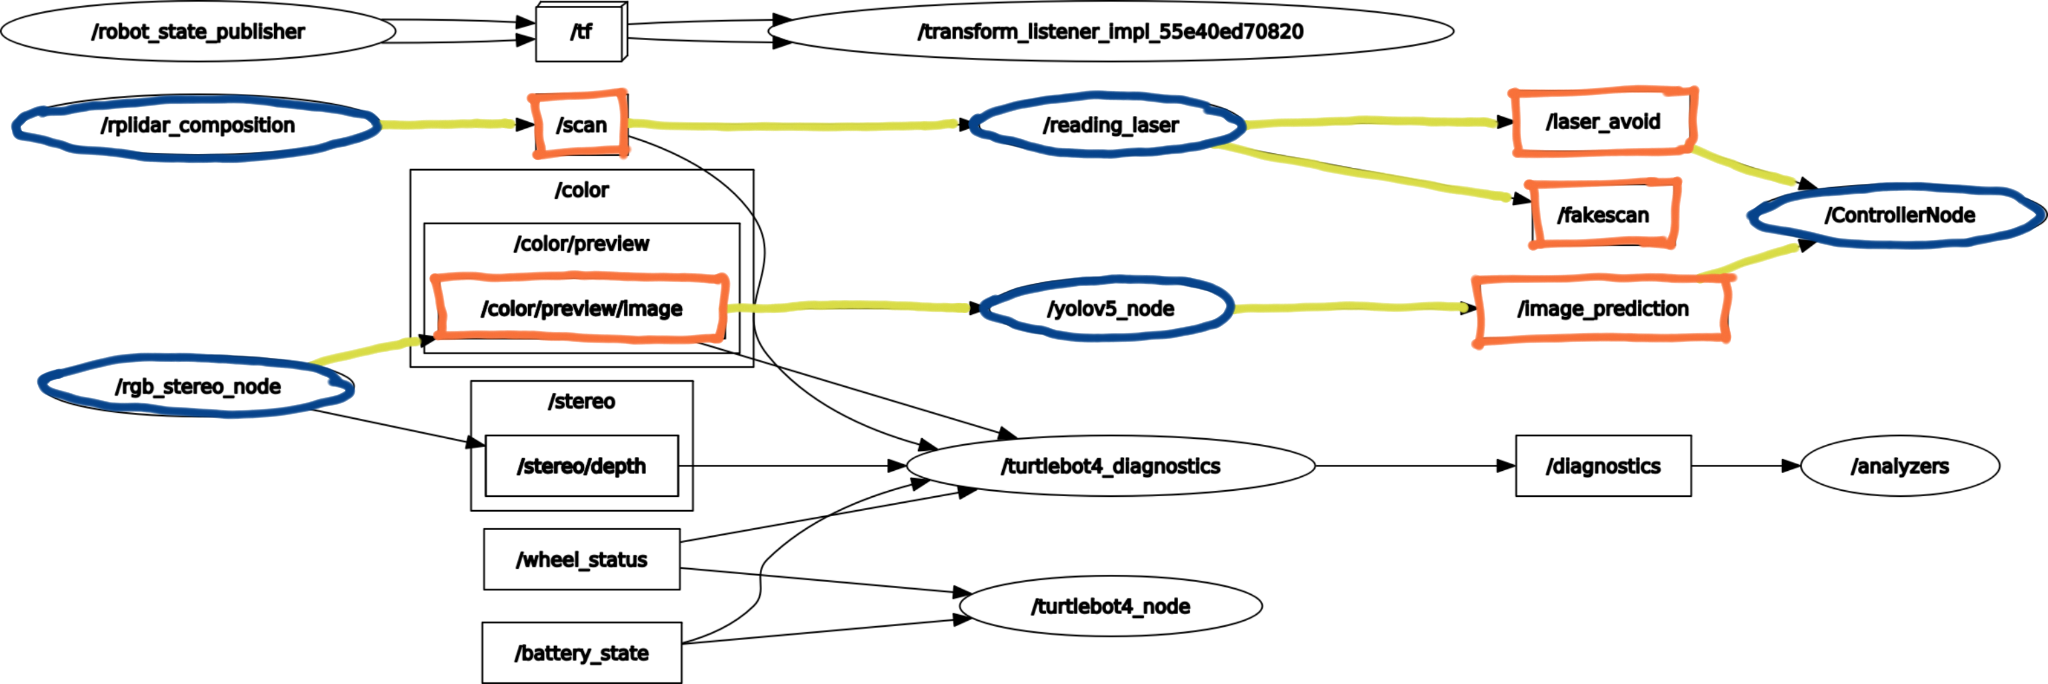 /robot_state_publisher
/tf
/transform_listener_impl_55e40ed70820
/rplidar_composition
/scan
/reading_laser
/laser_avoid
/color
/fakescan
/ControllerNode
/color/preview
/color/preview/image
/yolov5_node
/image_prediction
/rgb_stereo_node
/stereo
/stereo/depth
/turtlebot4_diagnostics
/diagnostics
/analyzers
/wheel_status
/turtlebot4_node
/battery_state